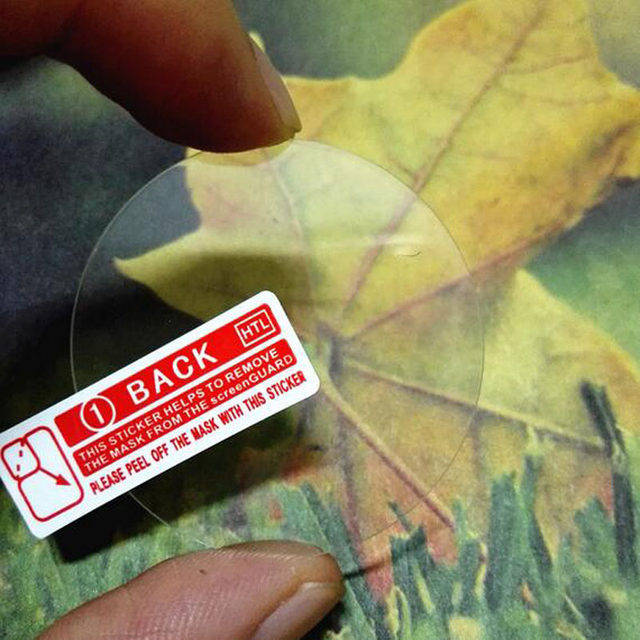 1 BACK HTL
THIS STICKER HELPS TO REMOVE
THE MASK FROM THE screenGUARD
PLEASE PEEL OFF THE MASK WITH THIS STICKER